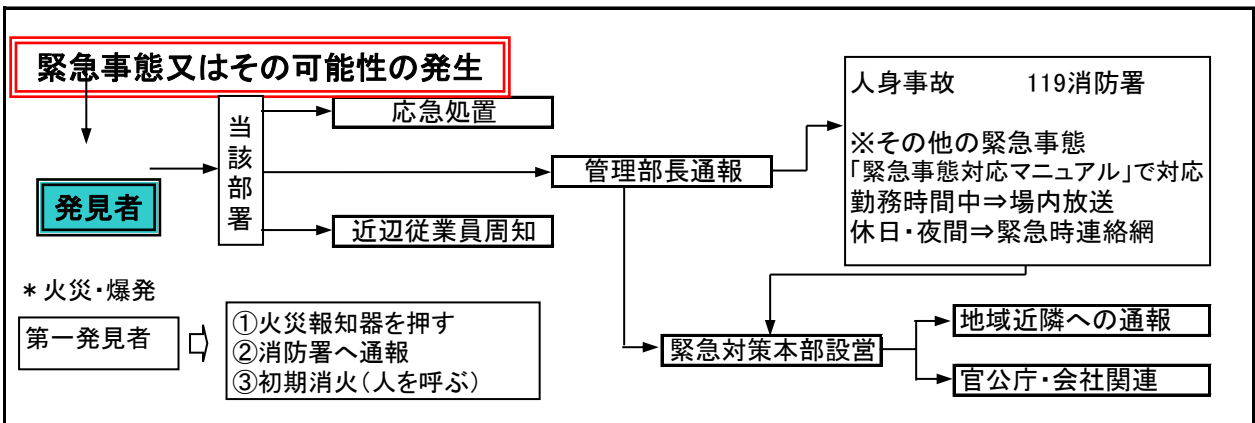 緊急事態又はその可能性の発生
発見者
当該部署
応急処置
管理部長通報
近辺従業員周知
人身事故 119消防署
※その他の緊急事態
「緊急事態対応マニュアル」で対応
勤務時間中⇒場内放送
休日・夜間⇒緊急時連絡網
緊急対策本部設営
地域近隣への通報
官公庁・会社関連
*火災・爆発
第一発見者
①火災報知器を押す
②消防署へ通報
③初期消火(人を呼ぶ)